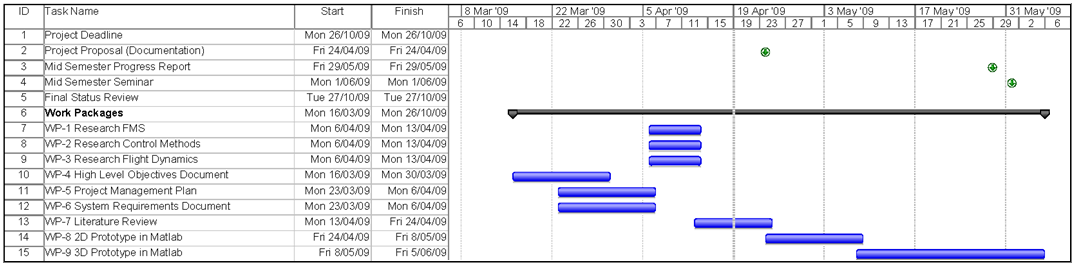 ID Task Name Start Finish 8 Mar '09 22 Mar '09 5 Apr '09 19 Apr '09 3 May '09 17 May '09 31 May '09
6 10 14 18 22 26 30 3 7 11 15 19 23 27 1 5 9 13 17 21 25 29 2 6
1 Project Deadline Mon 26/10/09 Mon 26/10/09
2 Project Proposal (Documentation) Fri 24/04/09 Fri 24/04/09
3 Mid Semester Progress Report Fri 29/05/09 Fri 29/05/09
4 Mid Semester Seminar Mon 1/06/09 Mon 1/06/09
5 Final Status Review Tue 27/10/09 Tue 27/10/09
6 Work Packages Mon 16/03/09 Mon 26/10/09
7 WP-1 Research FMS Mon 6/04/09 Mon 13/04/09
8 WP-2 Research Control Methods Mon 6/04/09 Mon 13/04/09
9 WP-3 Research Flight Dynamics Mon 6/04/09 Mon 13/04/09
10 WP-4 High Level Objectives Document Mon 16/03/09 Mon 30/03/09
11 WP-5 Project Management Plan Mon 23/03/09 Mon 6/04/09
12 WP-6 System Requirements Document Mon 23/03/09 Mon 6/04/09
13 WP-7 Literature Review Mon 13/04/09 Fri 24/04/09
14 WP-8 2D Prototype in Matlab Fri 24/04/09 Fri 8/05/09
15 WP-9 3D Prototype in Matlab Fri 8/05/09 Fri 5/06/09